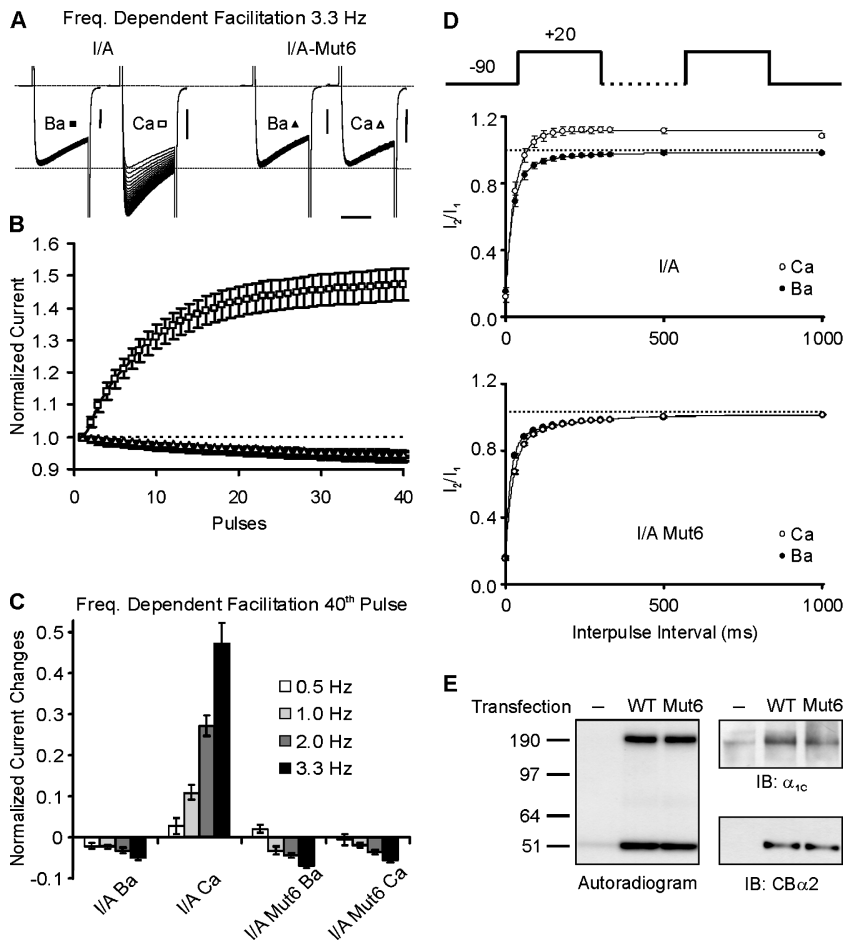 A Freq. Dependent Facilitation 3.3 Hz
I/A I/A-Mut6
Ba ■ Ca □ Ba ▲ Ca △
B
Normalized Current
1.6
1.5
1.4
1.3
1.2
1.1
1.0
0.9
0 10 20 30 40
Pulses
C Freq. Dependent Facilitation 40th Pulse
Normalized Current Changes
0.5
0.4
0.3
0.2
0.1
0
-0.1
0.5 Hz
1.0 Hz
2.0 Hz
3.3 Hz
I/A Ba I/A Ca I/A Mut6 Ba I/A Mut6 Ca
D
+20
-90
I2/I1
1.2
0.8
0.4
0.0
I/A
○ Ca
● Ba
0 500 1000
I2/I1
1.2
0.8
0.4
0.0
I/A Mut6
○ Ca
● Ba
0 500 1000
Interpulse Interval (ms)
E
Transfection – WT Mut6 – WT Mut6
190
97
64
51
IB: α1C
Autoradiogram IB: CBα2